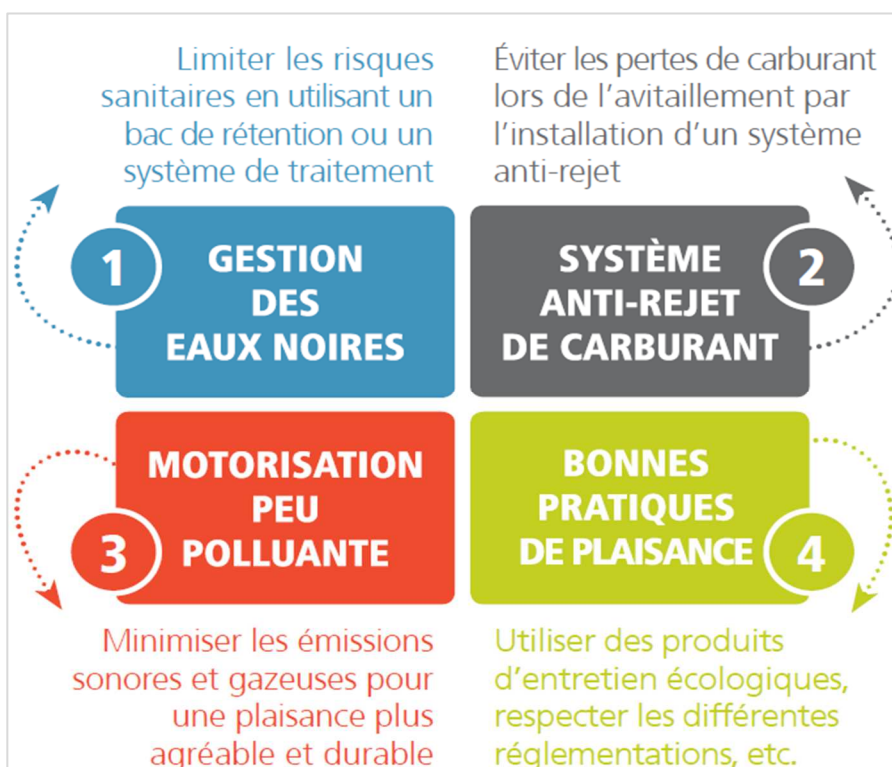 Limiter les risques
sanitaires en utilisant un
bac de rétention ou un
système de traitement
Éviter les pertes de carburant
lors de l’avitaillement par
l’installation d’un système
anti-rejet
1
GESTION
DES
EAUX NOIRES
SYSTÈME
ANTI-REJET
DE CARBURANT
2
MOTORISATION
PEU
POLLUANTE
3
BONNES
PRATIQUES
DE PLAISANCE
4
Minimiser les émissions
sonores et gazeuses pour
une plaisance plus
agréable et durable
Utiliser des produits
d’entretien écologiques,
respecter les différentes
réglementations, etc.